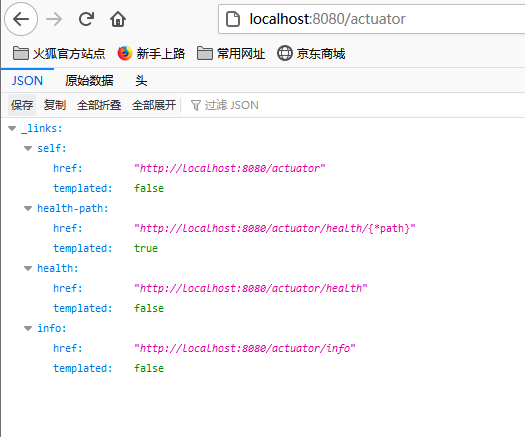 localhost:8080/actuator
火狐官方站点 新手上路 常用网址 京东商城
JSON 原始数据 头
保存 复制 全部折叠 全部展开 过滤 JSON
_links:
self:
href: "http://localhost:8080/actuator"
templated: false
health-path:
href: "http://localhost:8080/actuator/health/{*path}"
templated: true
health:
href: "http://localhost:8080/actuator/health"
templated: false
info:
href: "http://localhost:8080/actuator/info"
templated: false